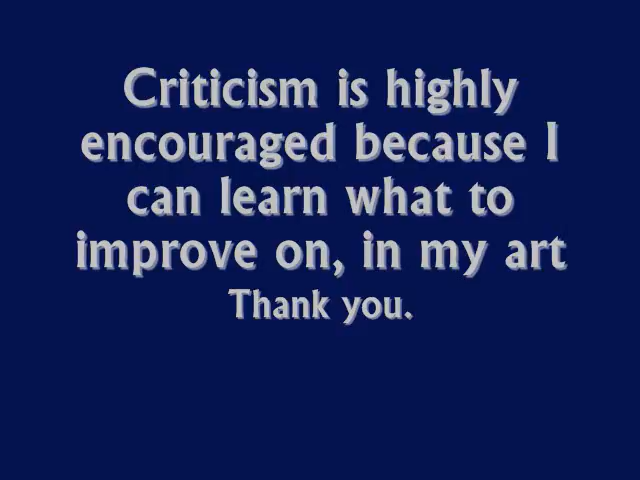 Criticism is highly
encouraged because I
can learn what to
improve on, in my art
Thank you.